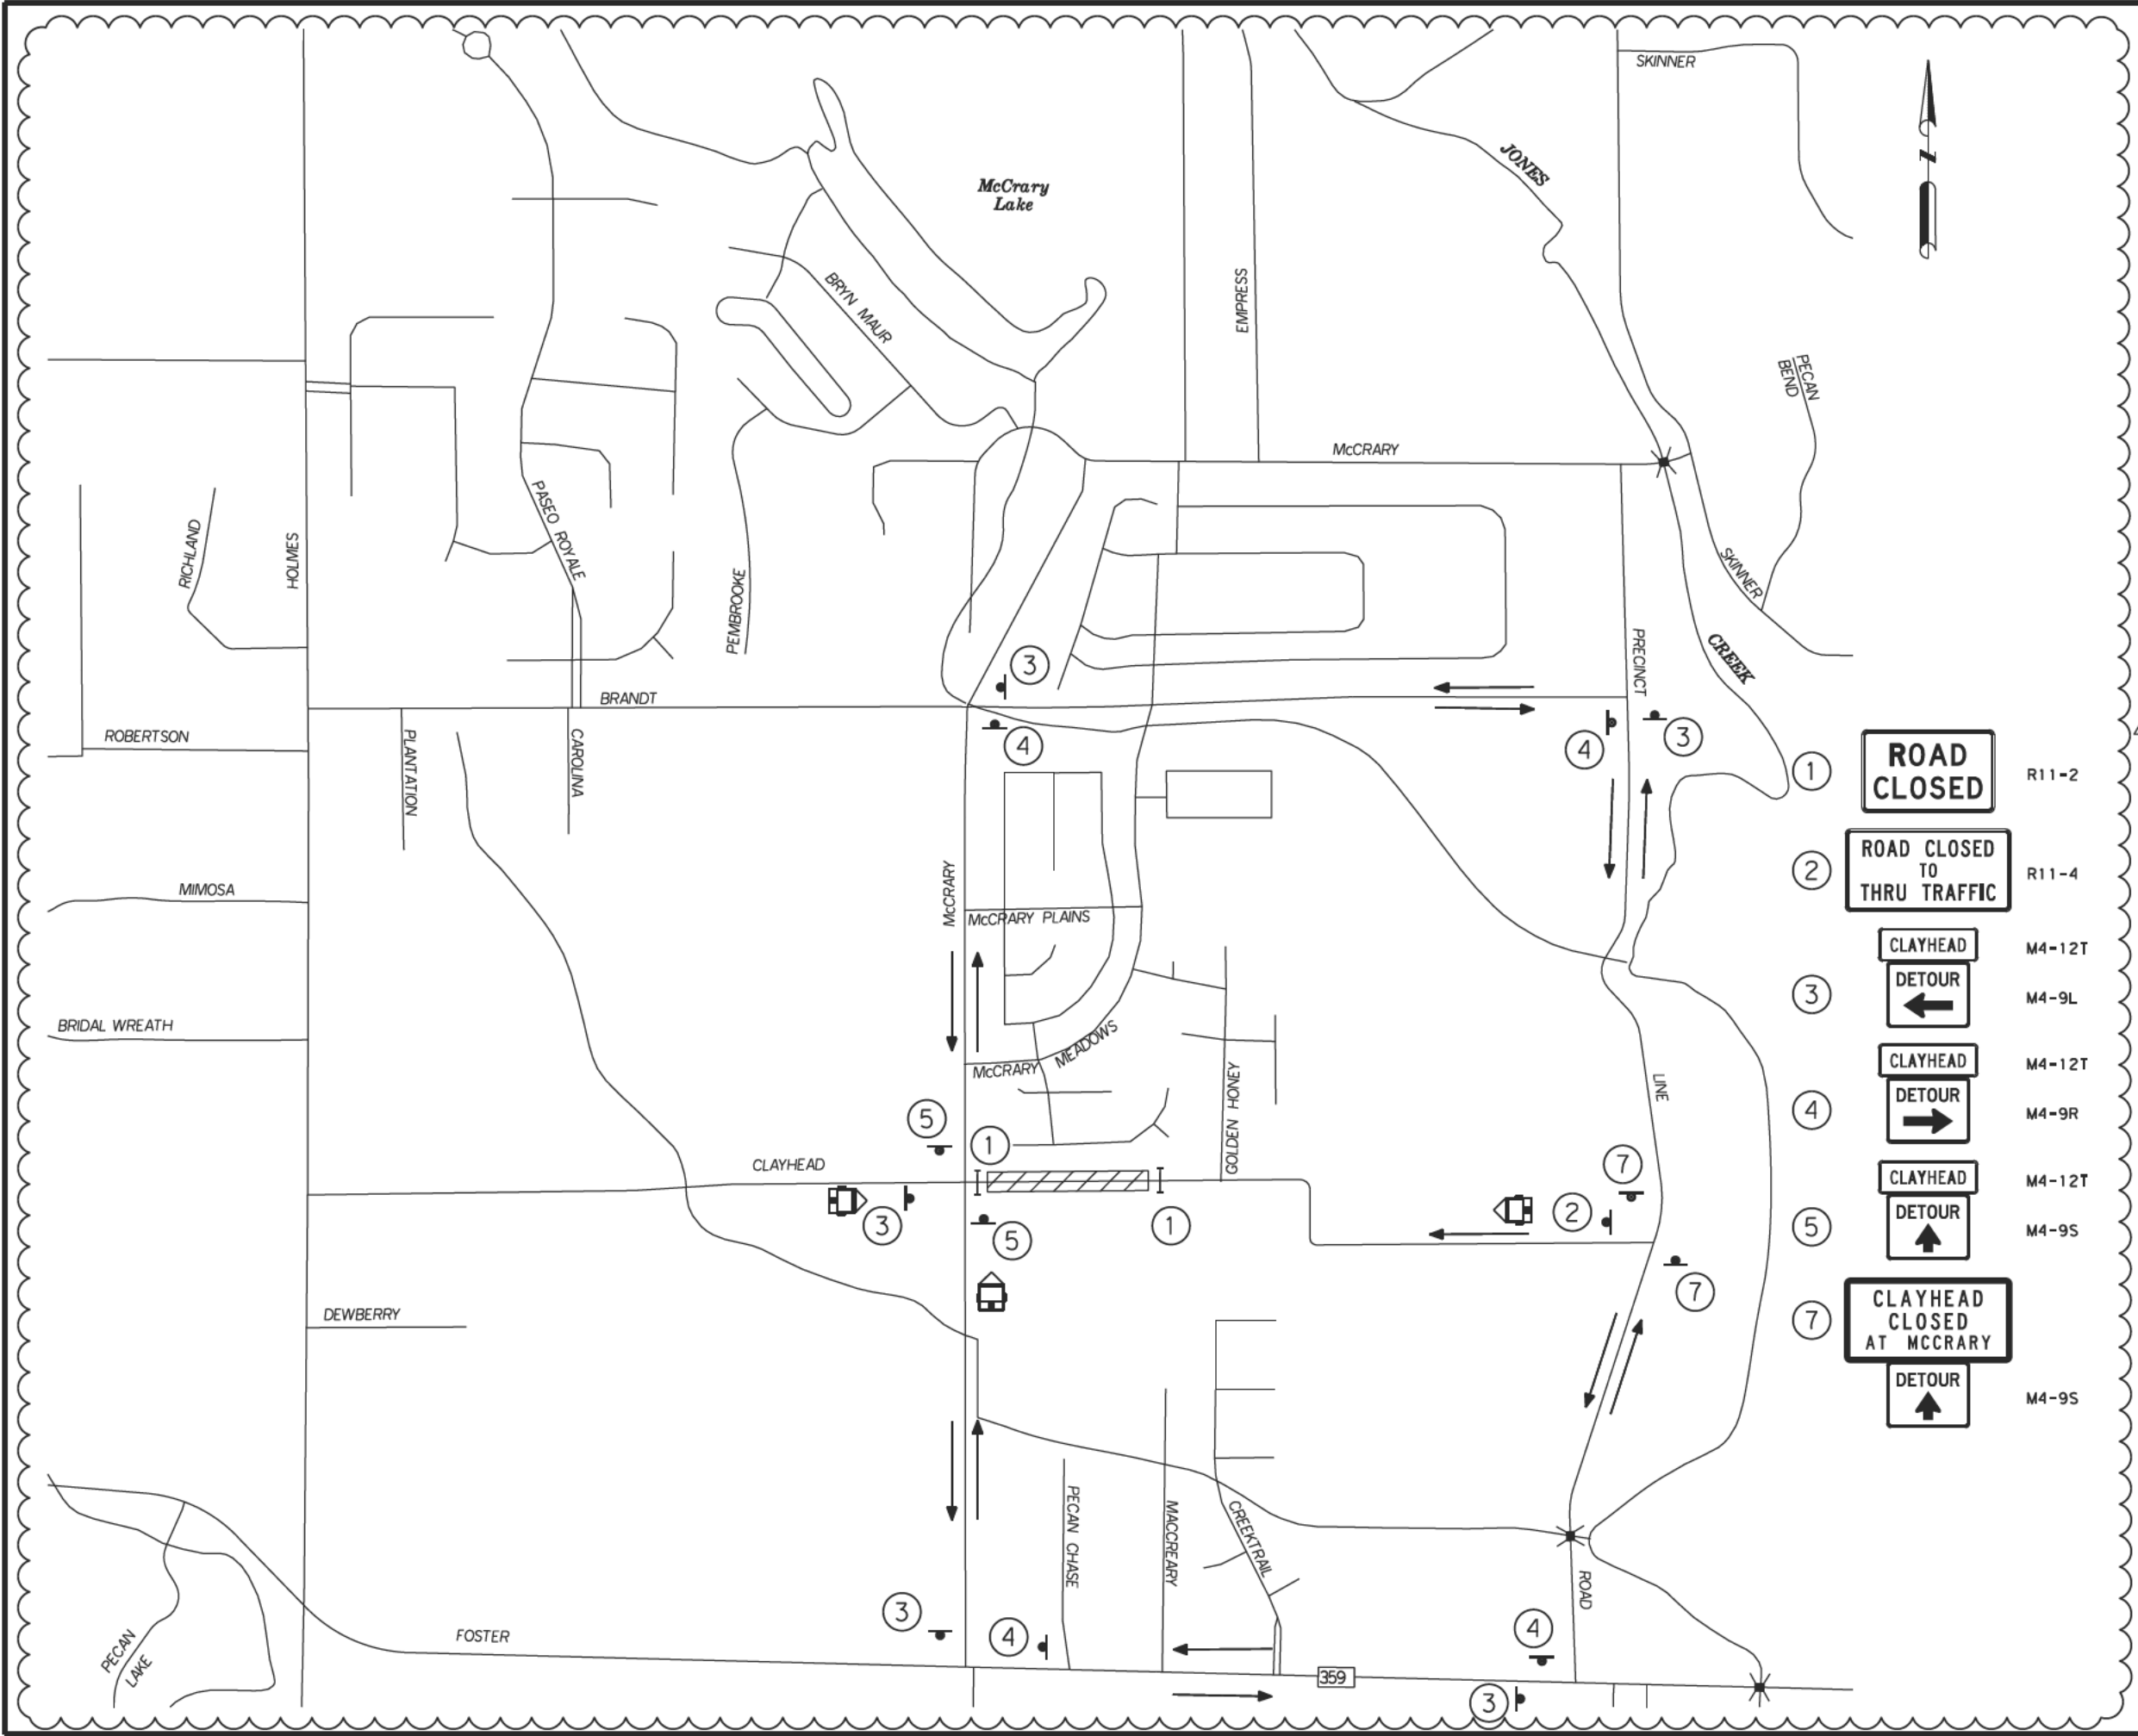 SKINNER
JONES
McCrary
Lake
EMPRESS
BRYN MAUR
PECAN
BEND
McCRARY
RICHLAND
HOLMES
PASEO ROYALE
PEMBROOKE
SKINNER
PRECINCT
CREEK
3
BRANDT
ROBERTSON
PLANTATION
CAROLINA
4
4
3
1
ROAD
CLOSED
R11-2
2
ROAD CLOSED
TO
THRU TRAFFIC
R11-4
MIMOSA
McCRARY
McCRARY PLAINS
CLAYHEAD
M4-12T
3
DETOUR
M4-9L
BRIDAL WREATH
McCRARY MEADOWS
GOLDEN HONEY
LINE
CLAYHEAD
M4-12T
4
DETOUR
M4-9R
5
1
CLAYHEAD
3
5
1
2
7
7
CLAYHEAD
M4-12T
5
DETOUR
M4-9S
DEWBERRY
7
CLAYHEAD
CLOSED
AT MCCRARY
DETOUR
M4-9S
PECAN CHASE
MACCREARY
CREEKTRAIL
ROAD
PECAN
LAKE
FOSTER
3
4
4
359
3